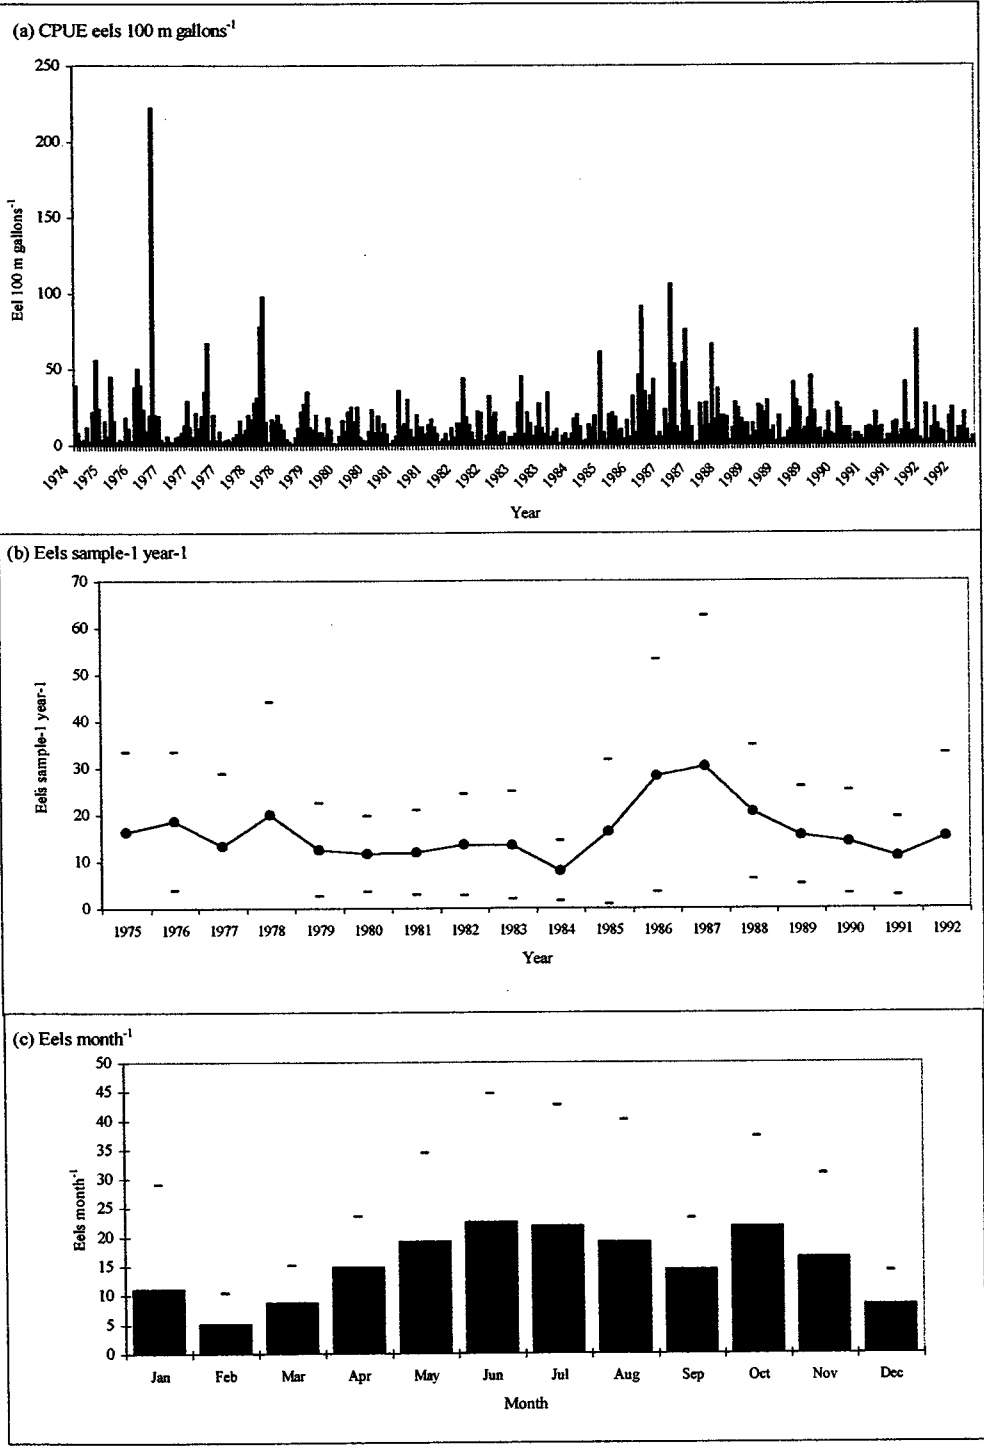 (a) CPUE eels 100 m gallons-1
250
200
150
100
50
0
Eel 100 m gallons-1
1974 1975 1976 1977 1977 1977 1978 1978 1979 1980 1980 1981 1981 1982 1982 1983 1983 1984 1985 1986 1987 1987 1988 1989 1989 1989 1990 1991 1991 1992 1992
Year
(b) Eels sample-1 year-1
70
60
50
40
30
20
10
0
Eels sample-1 year-1
1975 1976 1977 1978 1979 1980 1981 1982 1983 1984 1985 1986 1987 1988 1989 1990 1991 1992
Year
(c) Eels month-1
50
45
40
35
30
25
20
15
10
5
0
Eels month-1
Jan Feb Mar Apr May Jun Jul Aug Sep Oct Nov Dec
Month